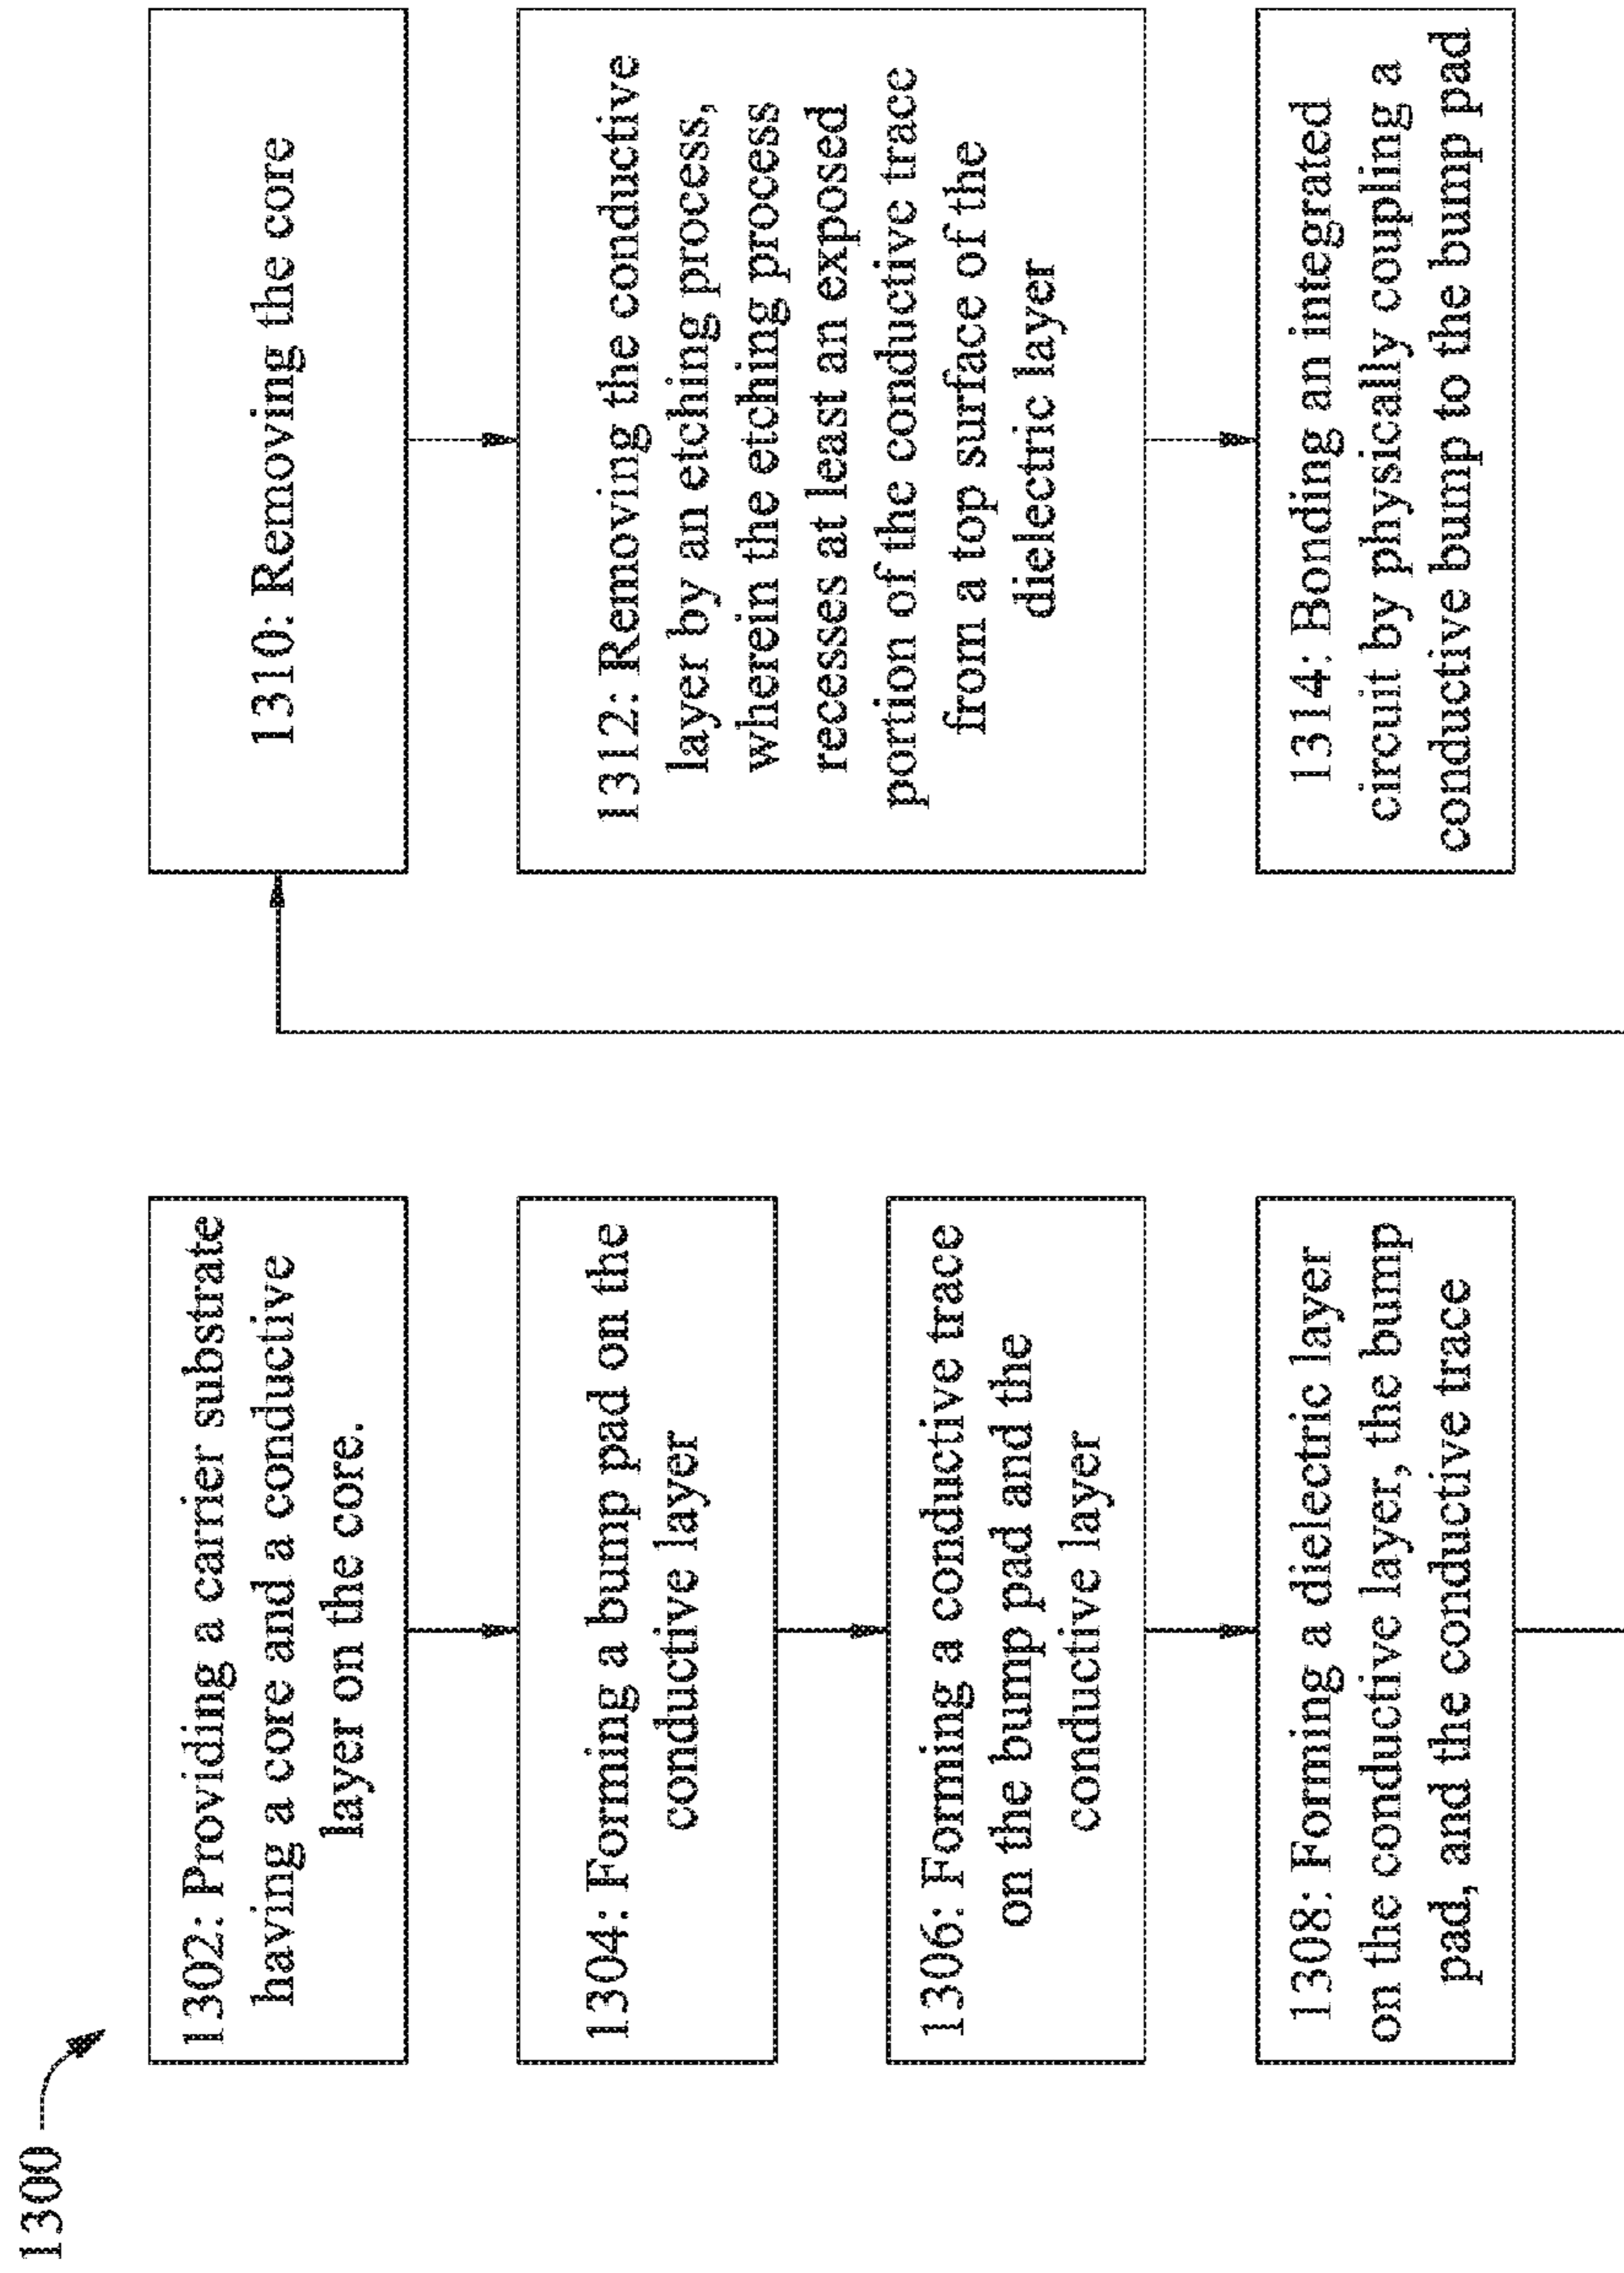 1300
1302: Providing a carrier substrate
having a core and a conductive
layer on the core.
1304: Forming a bump pad on the
conductive layer
1306: Forming a conductive trace
on the bump pad and the
conductive layer
1308: Forming a dielectric layer
on the conductive layer, the bump
pad, and the conductive trace
1310: Removing the core
1312: Removing the conductive
layer by an etching process,
wherein the etching process
recesses at least an exposed
portion of the conductive trace
from a top surface of the
dielectric layer
1314: Bonding an integrated
circuit by physically coupling a
conductive bump to the bump pad